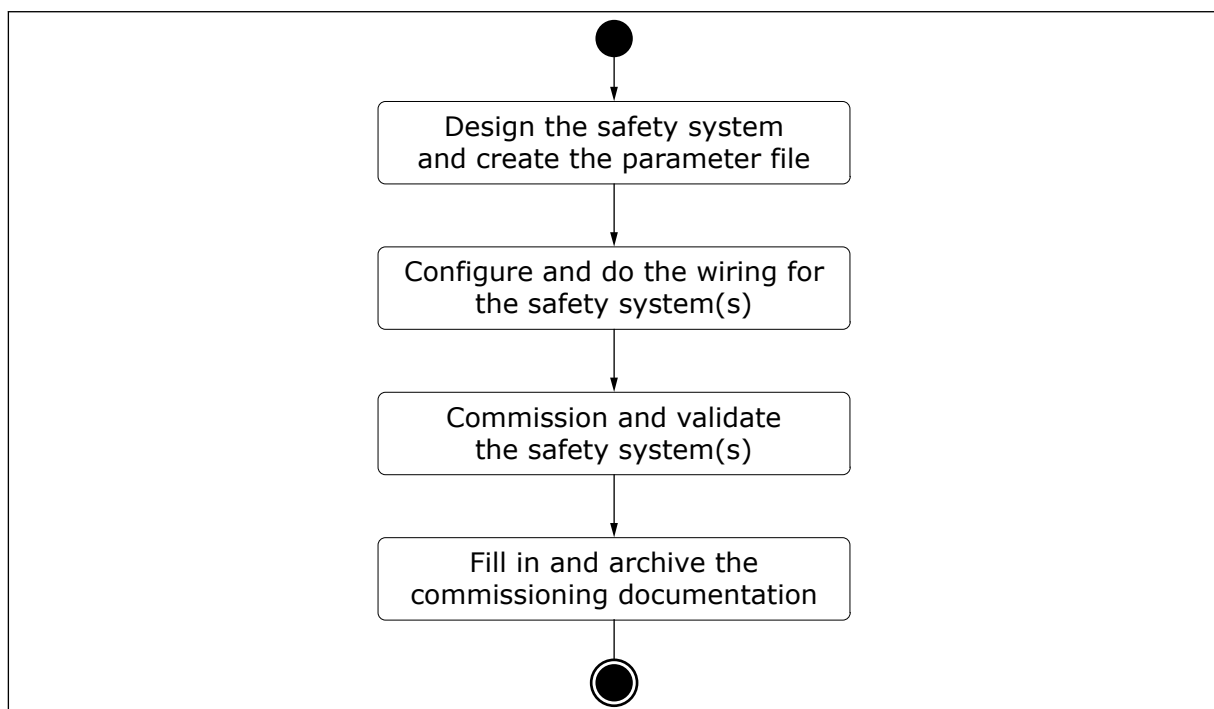 Design the safety system
and create the parameter file
Configure and do the wiring for
the safety system(s)
Commission and validate
the safety system(s)
Fill in and archive the
commissioning documentation